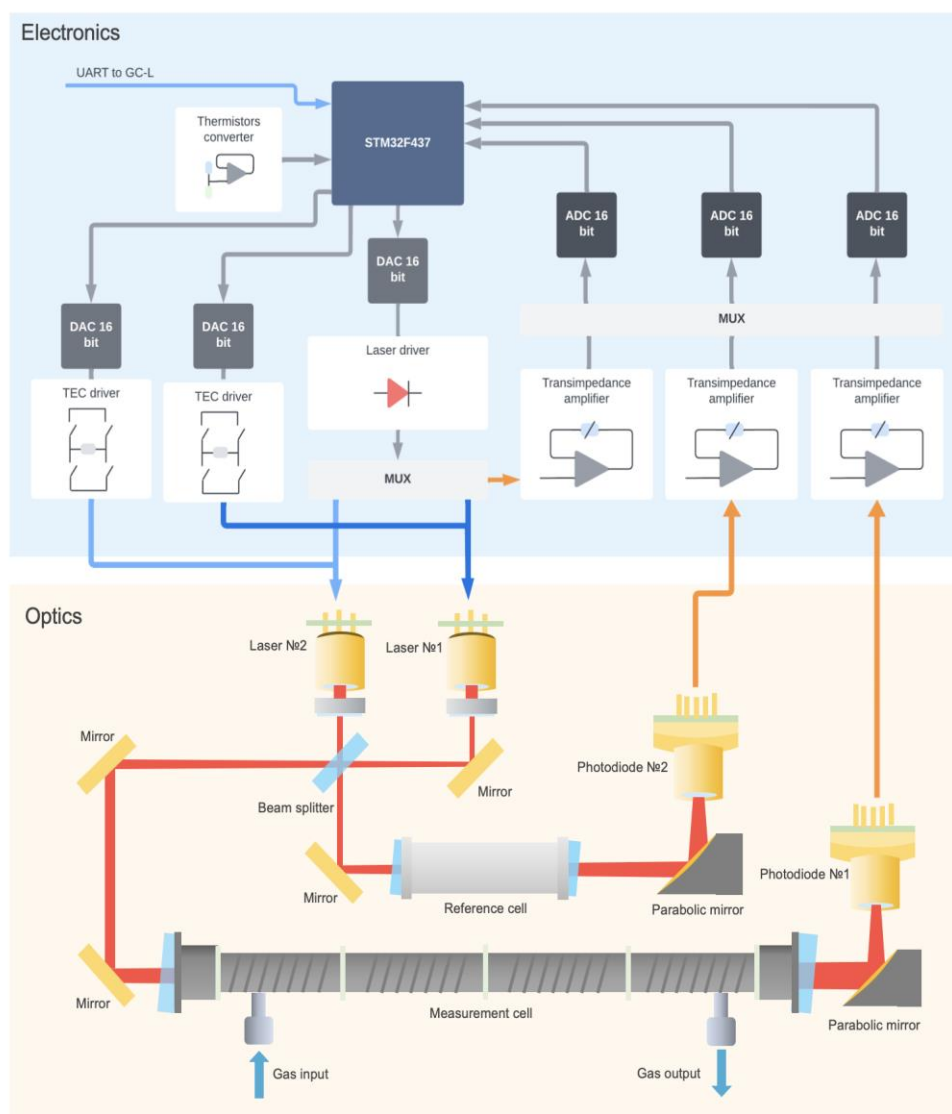 Electronics
UART to GC-L
Thermistors
converter
STM32F437
ADC 16
bit
ADC 16
bit
ADC 16
bit
DAC 16
bit
DAC 16
bit
DAC 16
bit
MUX
Laser driver
TEC driver
TEC driver
Transimpedance
amplifier
Transimpedance
amplifier
Transimpedance
amplifier
MUX
Optics
Laser №2
Laser №1
Mirror
Photodiode №2
Beam splitter
Mirror
Photodiode №1
Mirror
Reference cell
Parabolic mirror
Mirror
Measurement cell
Parabolic mirror
Gas input
Gas output